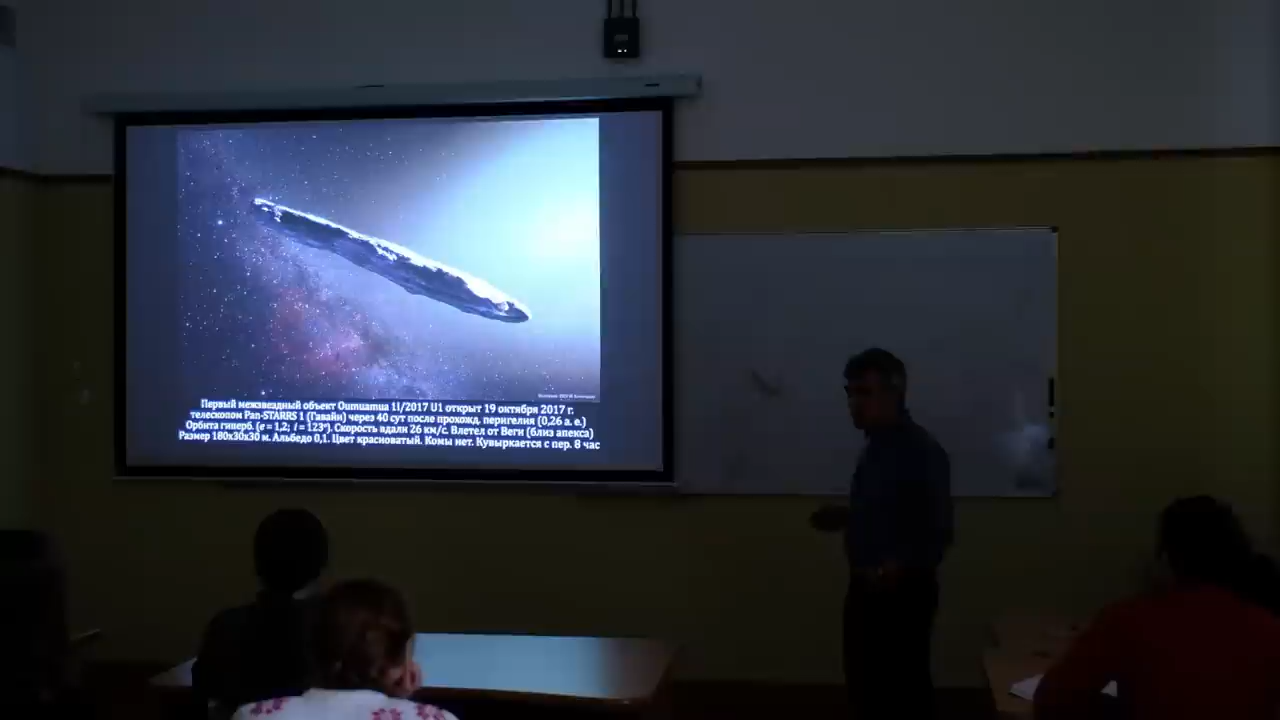 Первый межзвездный объект Oumuamua 1I/2017 U1 открыт 19 октября 2017 г.
телескопом Pan-STARRS 1 (Гавайи) через 40 сут после прохожд. перигелия (0,26 а. е.)
Орбита гиперб. (e = 1,2; i = 123°). Скорость вдали 26 км/с. Влетел от Веги (близ апекса)
Размер 180x30x30 м. Альбедо 0,1. Цвет красноватый. Комы нет. Кувыркается с пер. 8 час